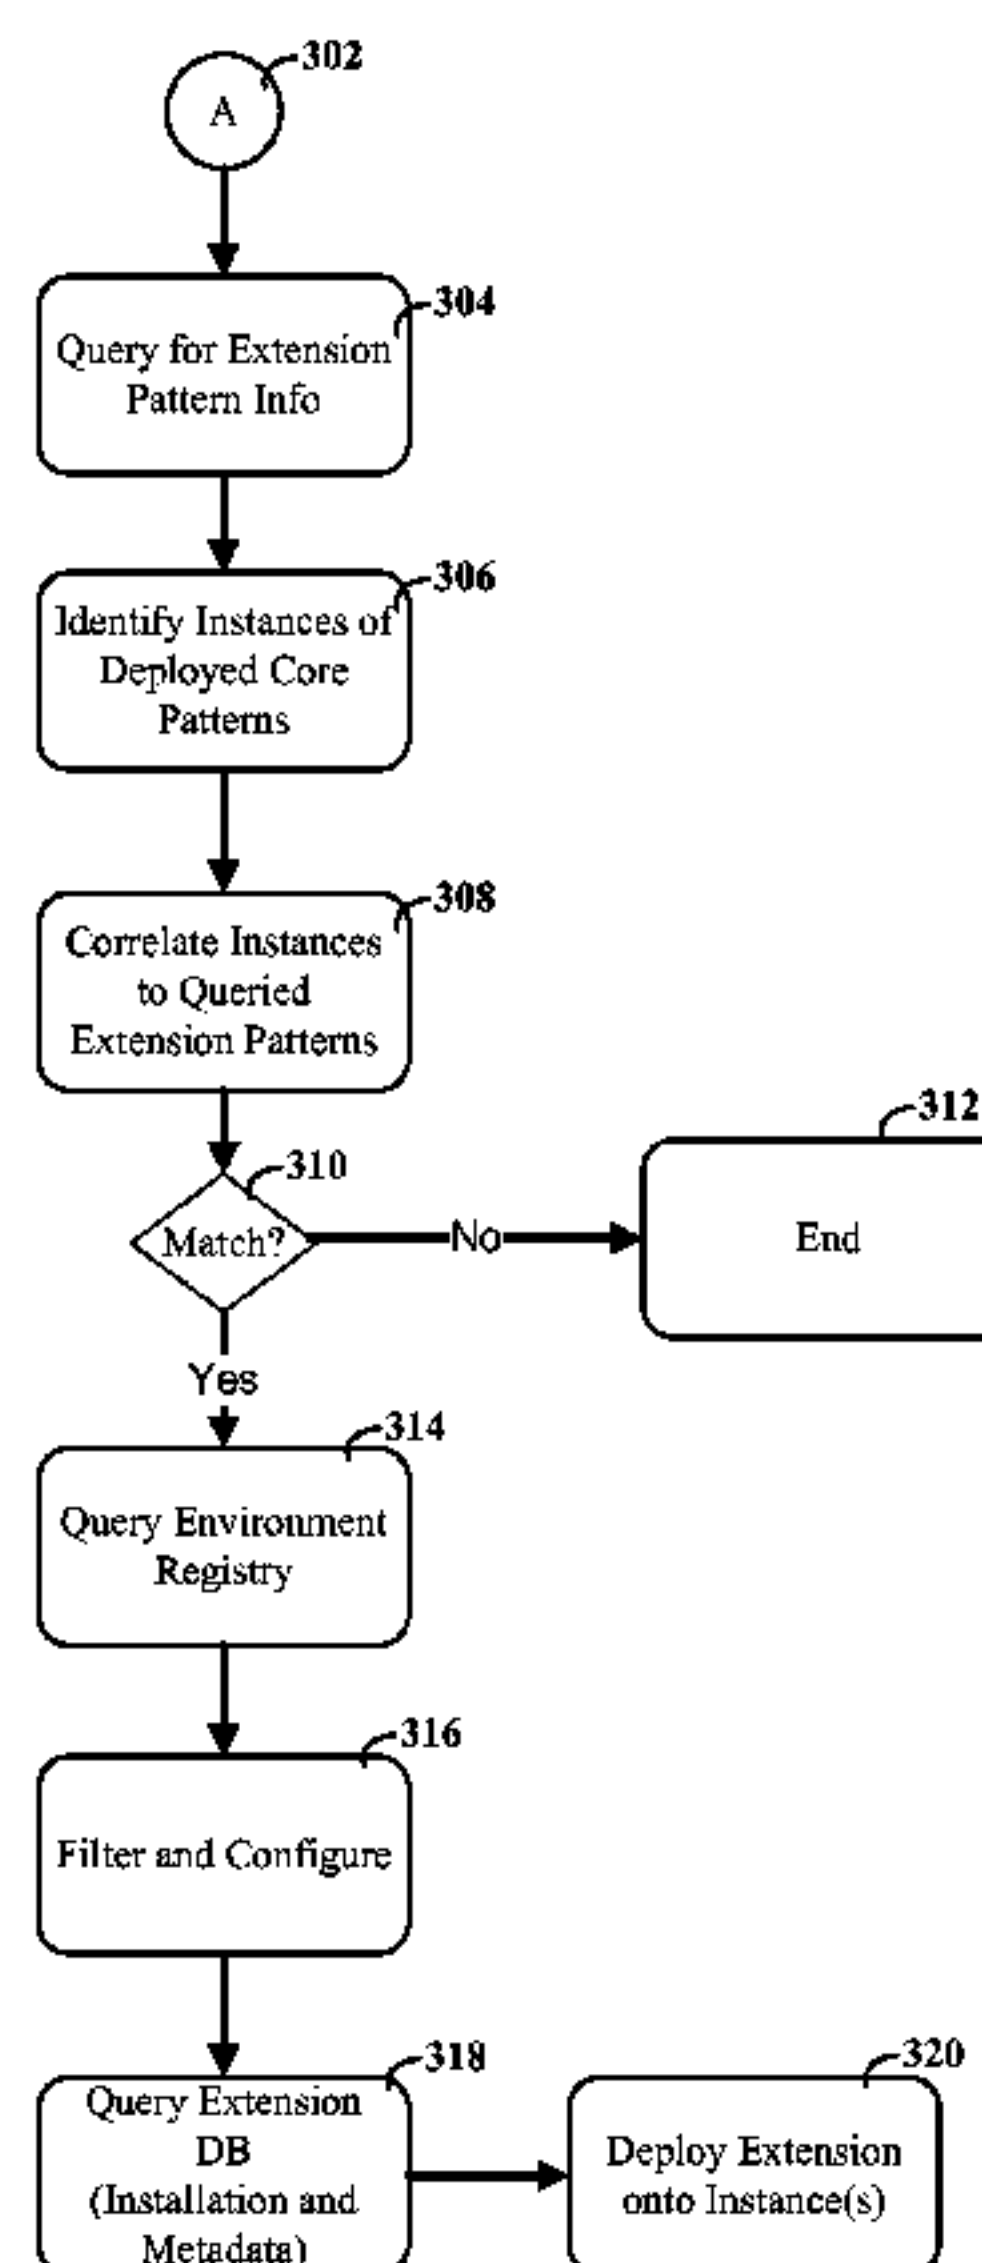 302
A
304
Query for Extension
Pattern Info
306
Identify Instances of
Deployed Core
Patterns
308
Correlate Instances
to Queried
Extension Patterns
312
310
Match?
No
End
Yes
314
Query Environment
Registry
316
Filter and Configure
318
Query Extension
DB
(Installation and
Metadata)
320
Deploy Extension
onto Instance(s)